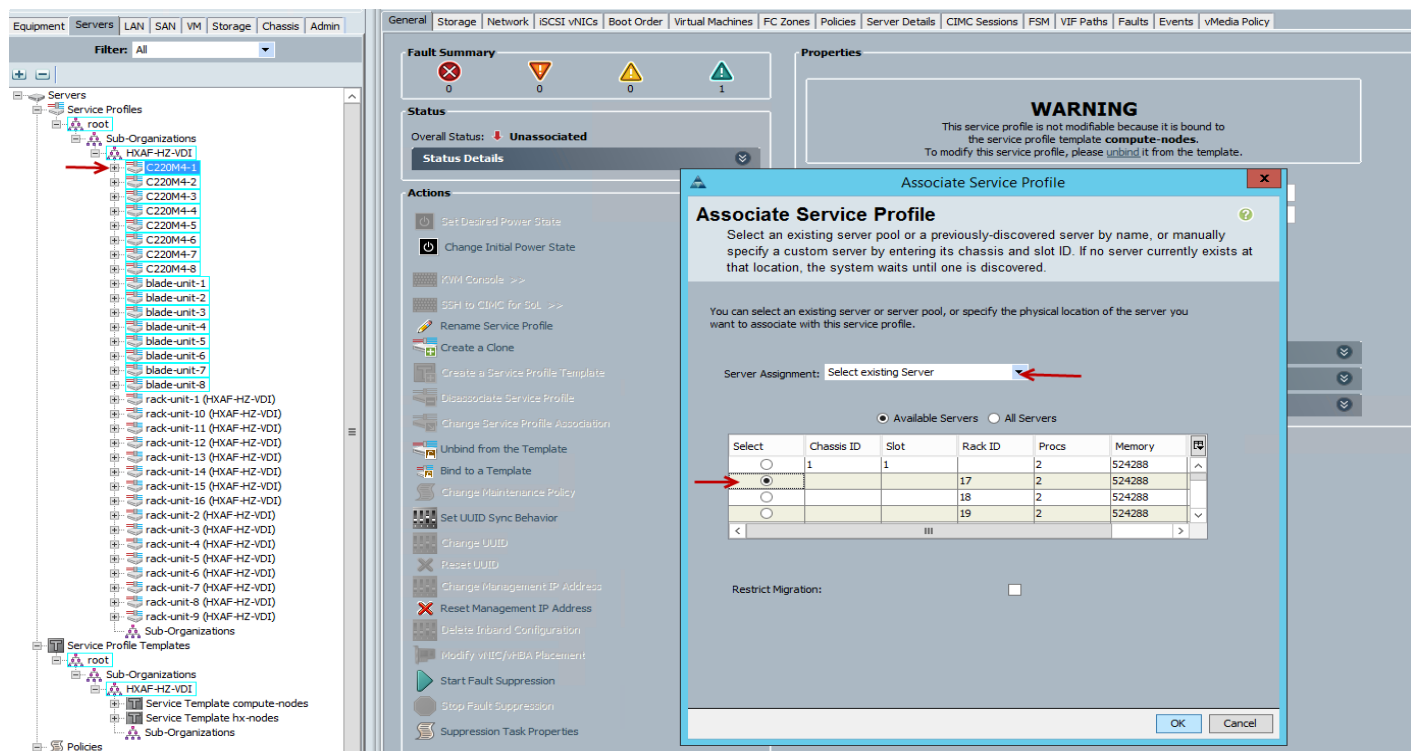 Equipment Servers LAN SAN VM Storage Chassis Admin
Filter: All
Servers
Service Profiles
root
Sub-Organizations
HXAF-HZ-VDI
C220M4-1
C220M4-2
C220M4-3
C220M4-4
C220M4-5
C220M4-6
C220M4-7
C220M4-8
blade-unit-1
blade-unit-2
blade-unit-3
blade-unit-4
blade-unit-5
blade-unit-6
blade-unit-7
blade-unit-8
rack-unit-1 (HXAF-HZ-VDI)
rack-unit-10 (HXAF-HZ-VDI)
rack-unit-11 (HXAF-HZ-VDI)
rack-unit-12 (HXAF-HZ-VDI)
rack-unit-13 (HXAF-HZ-VDI)
rack-unit-14 (HXAF-HZ-VDI)
rack-unit-15 (HXAF-HZ-VDI)
rack-unit-16 (HXAF-HZ-VDI)
rack-unit-2 (HXAF-HZ-VDI)
rack-unit-3 (HXAF-HZ-VDI)
rack-unit-4 (HXAF-HZ-VDI)
rack-unit-5 (HXAF-HZ-VDI)
rack-unit-6 (HXAF-HZ-VDI)
rack-unit-7 (HXAF-HZ-VDI)
rack-unit-8 (HXAF-HZ-VDI)
rack-unit-9 (HXAF-HZ-VDI)
Sub-Organizations
Service Profile Templates
root
Sub-Organizations
HXAF-HZ-VDI
Service Template compute-nodes
Service Template hx-nodes
Sub-Organizations
Policies
General Storage Network iSCSI vNICs Boot Order Virtual Machines FC Zones Policies Server Details CIMC Sessions FSM VIF Paths Faults Events vMedia Policy
Fault Summary
0 0 0 1
Status
Overall Status: Unassociated
Status Details
Actions
Set Desired Power State
Change Initial Power State
KVM Console >>
SSH to CIMC for SoL >>
Rename Service Profile
Create a Clone
Create a Service Profile Template
Disassociate Service Profile
Change Service Profile Association
Unbind from the Template
Bind to a Template
Change Maintenance Policy
Set UUID Sync Behavior
Change UUID
Reset UUID
Change Management IP Address
Reset Management IP Address
Delete Inband Configuration
Modify vNIC/vHBA Placement
Start Fault Suppression
Stop Fault Suppression
Suppression Task Properties
Properties
WARNING
This service profile is not modifiable because it is bound to
the service profile template compute-nodes.
To modify this service profile, please unbind it from the template.
Associate Service Profile
x
Associate Service Profile
Select an existing server pool or a previously-discovered server by name, or manually
specify a custom server by entering its chassis and slot ID. If no server currently exists at
that location, the system waits until one is discovered.
You can select an existing server or server pool, or specify the physical location of the server you
want to associate with this service profile.
Server Assignment: Select existing Server
Available Servers All Servers
Select Chassis ID Slot Rack ID Procs Memory
1 1 2 524288
17 2 524288
18 2 524288
19 2 524288
Restrict Migration:
OK Cancel